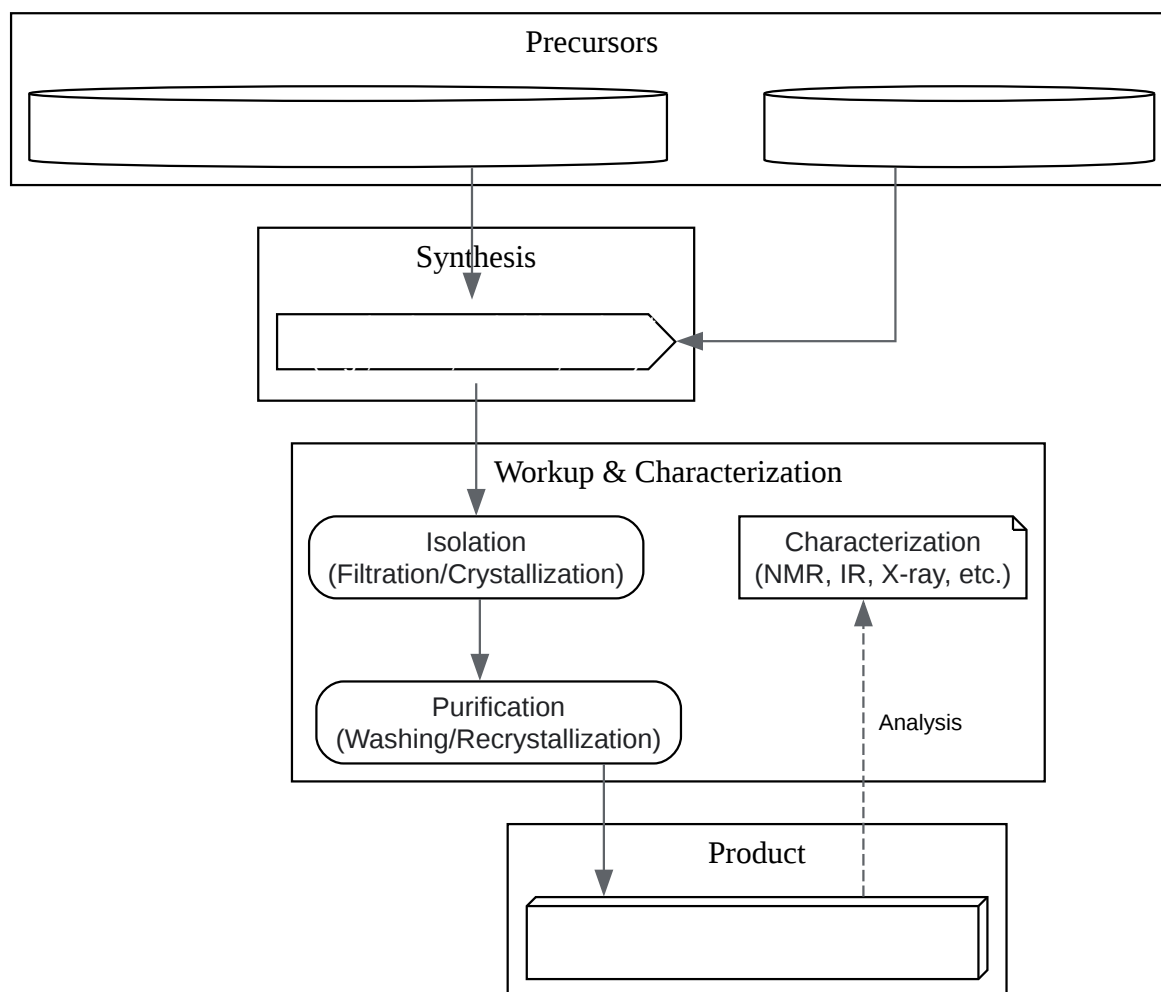 Precursors
Synthesis
Workup & Characterization
Isolation
(Filtration/Crystallization)
Characterization
(NMR, IR, X-ray, etc.)
Purification
(Washing/Recrystallization)
Analysis
Product